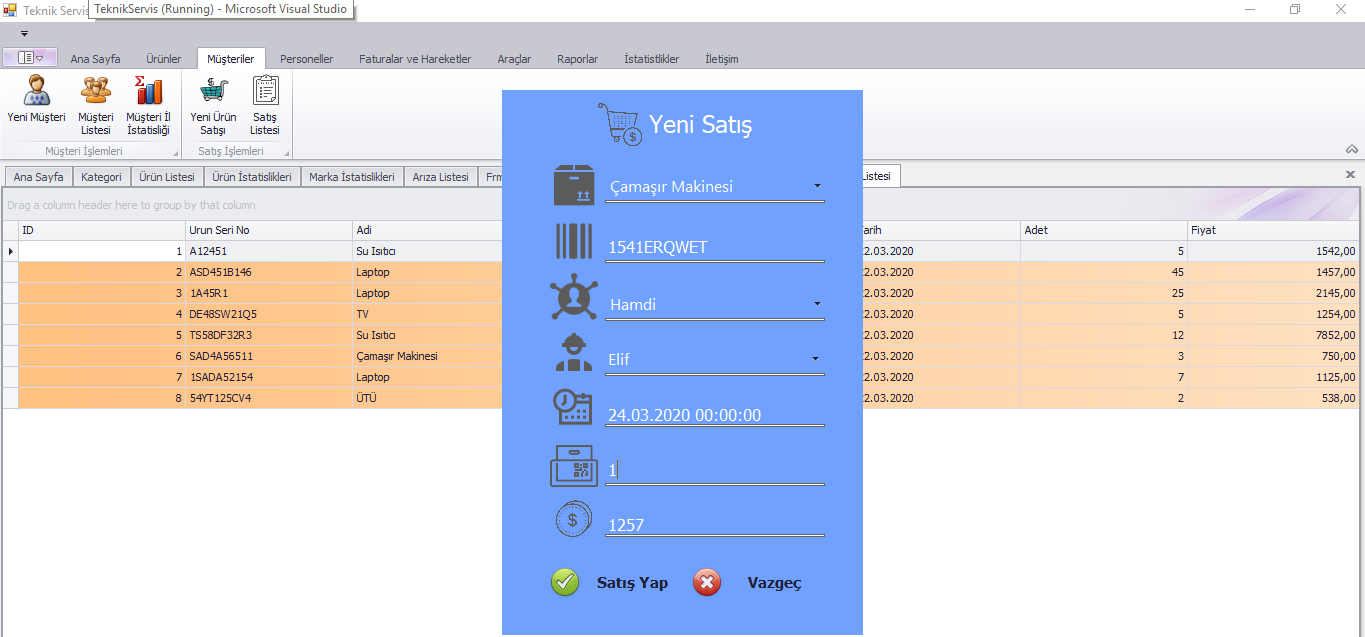 Teknik Servis
TeknikServis (Running) - Microsoft Visual Studio
Ana Sayfa Ürünler Müşteriler Personeller Faturalar ve Hareketler Araçlar Raporlar İstatistlikler İletişim
Yeni Müşteri Müşteri Listesi Müşteri İl İstatisliği Yeni Ürün Satışı Satış Listesi
Müşteri İşlemleri Satış İşlemleri
Ana Sayfa Kategori Ürün Listesi Ürün İstatislikleri Marka İstatislikleri Arıza Listesi Frm Listesi
Drag a column header here to group by that column
ID Urun Seri No Adi arih Adet Fiyat
1 A12451 Su Isıtıcı 2.03.2020 5 1542,00
2 ASD451B146 Laptop 2.03.2020 45 1457,00
3 1A45R1 Laptop 2.03.2020 25 2145,00
4 DE48SW21Q5 TV 2.03.2020 5 1254,00
5 TS58DF32R3 Su Isıtıcı 2.03.2020 12 7852,00
6 SAD4A56511 Çamaşır Makinesi 2.03.2020 3 750,00
7 1SADA52154 Laptop 2.03.2020 7 1125,00
8 54YT125CV4 ÜTÜ 2.03.2020 2 538,00
Yeni Satış
Çamaşır Makinesi
1541ERQWET
Hamdi
Elif
24.03.2020 00:00:00
1
1257
Satış Yap Vazgeç